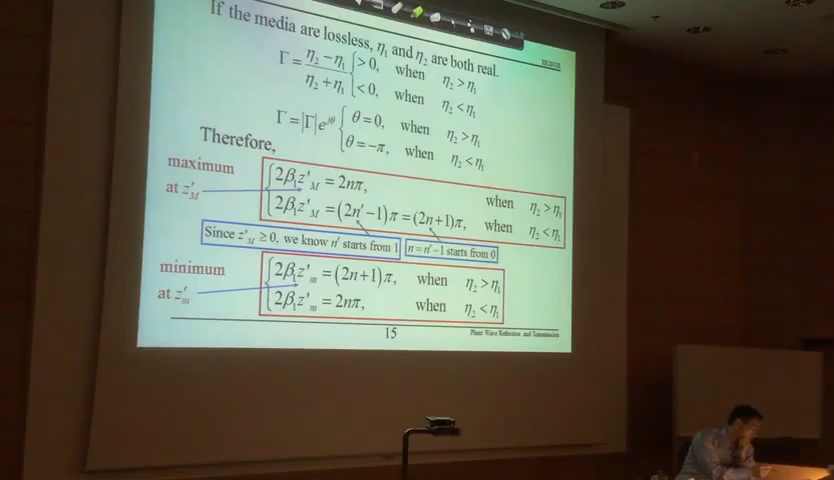 If the media are lossless, η₁ and η₂ are both real.
Γ = (η₂ − η₁)/(η₂ + η₁) { > 0, when η₂ > η₁
< 0, when η₂ < η₁
Γ = |Γ|e^{jθ} { θ = 0, when η₂ > η₁
θ = −π, when η₂ < η₁
Therefore,
maximum
at z'_M
{ 2β₁z'_M = 2nπ, when η₂ > η₁
2β₁z'_M = (2n' − 1)π = (2n + 1)π, when η₂ < η₁
Since z'_M ≥ 0, we know n' starts from 1
n = n' − 1 starts from 0
minimum
at z'_m
{ 2β₁z'_m = (2n + 1)π, when η₂ > η₁
2β₁z'_m = 2nπ, when η₂ < η₁
15
Plane Wave Reflection and Transmission